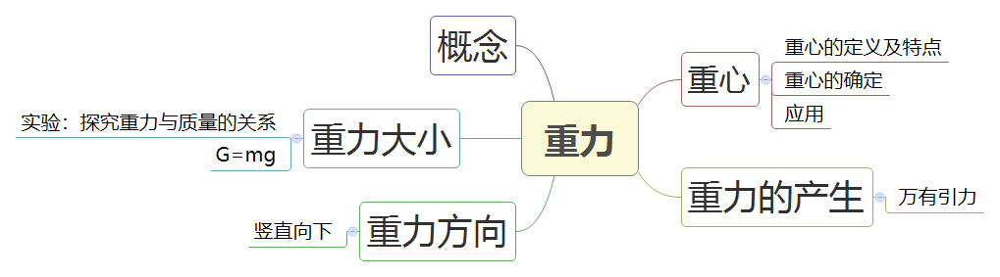 概念
重心
重心的定义及特点
重心的确定
应用
实验：探究重力与质量的关系
G=mg
重力大小
重力
重力的产生
万有引力
竖直向下
重力方向